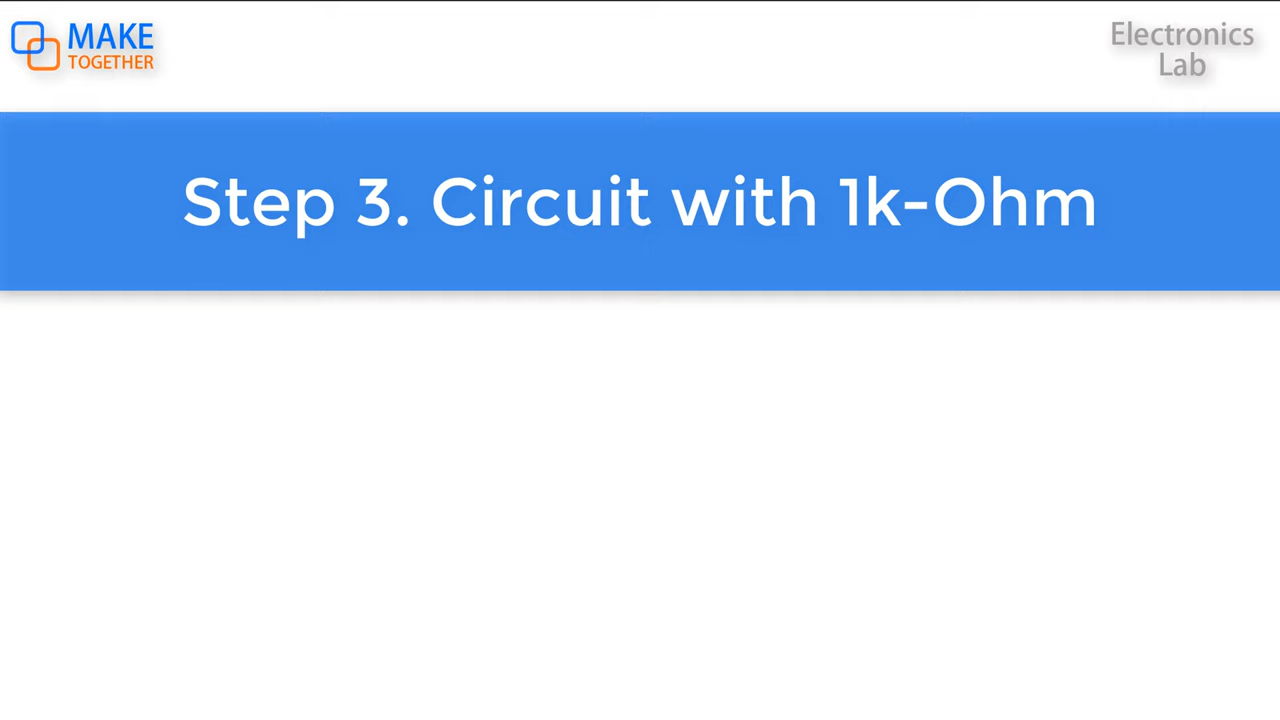 MAKE
TOGETHER
Electronics
Lab
Step 3. Circuit with 1k-Ohm